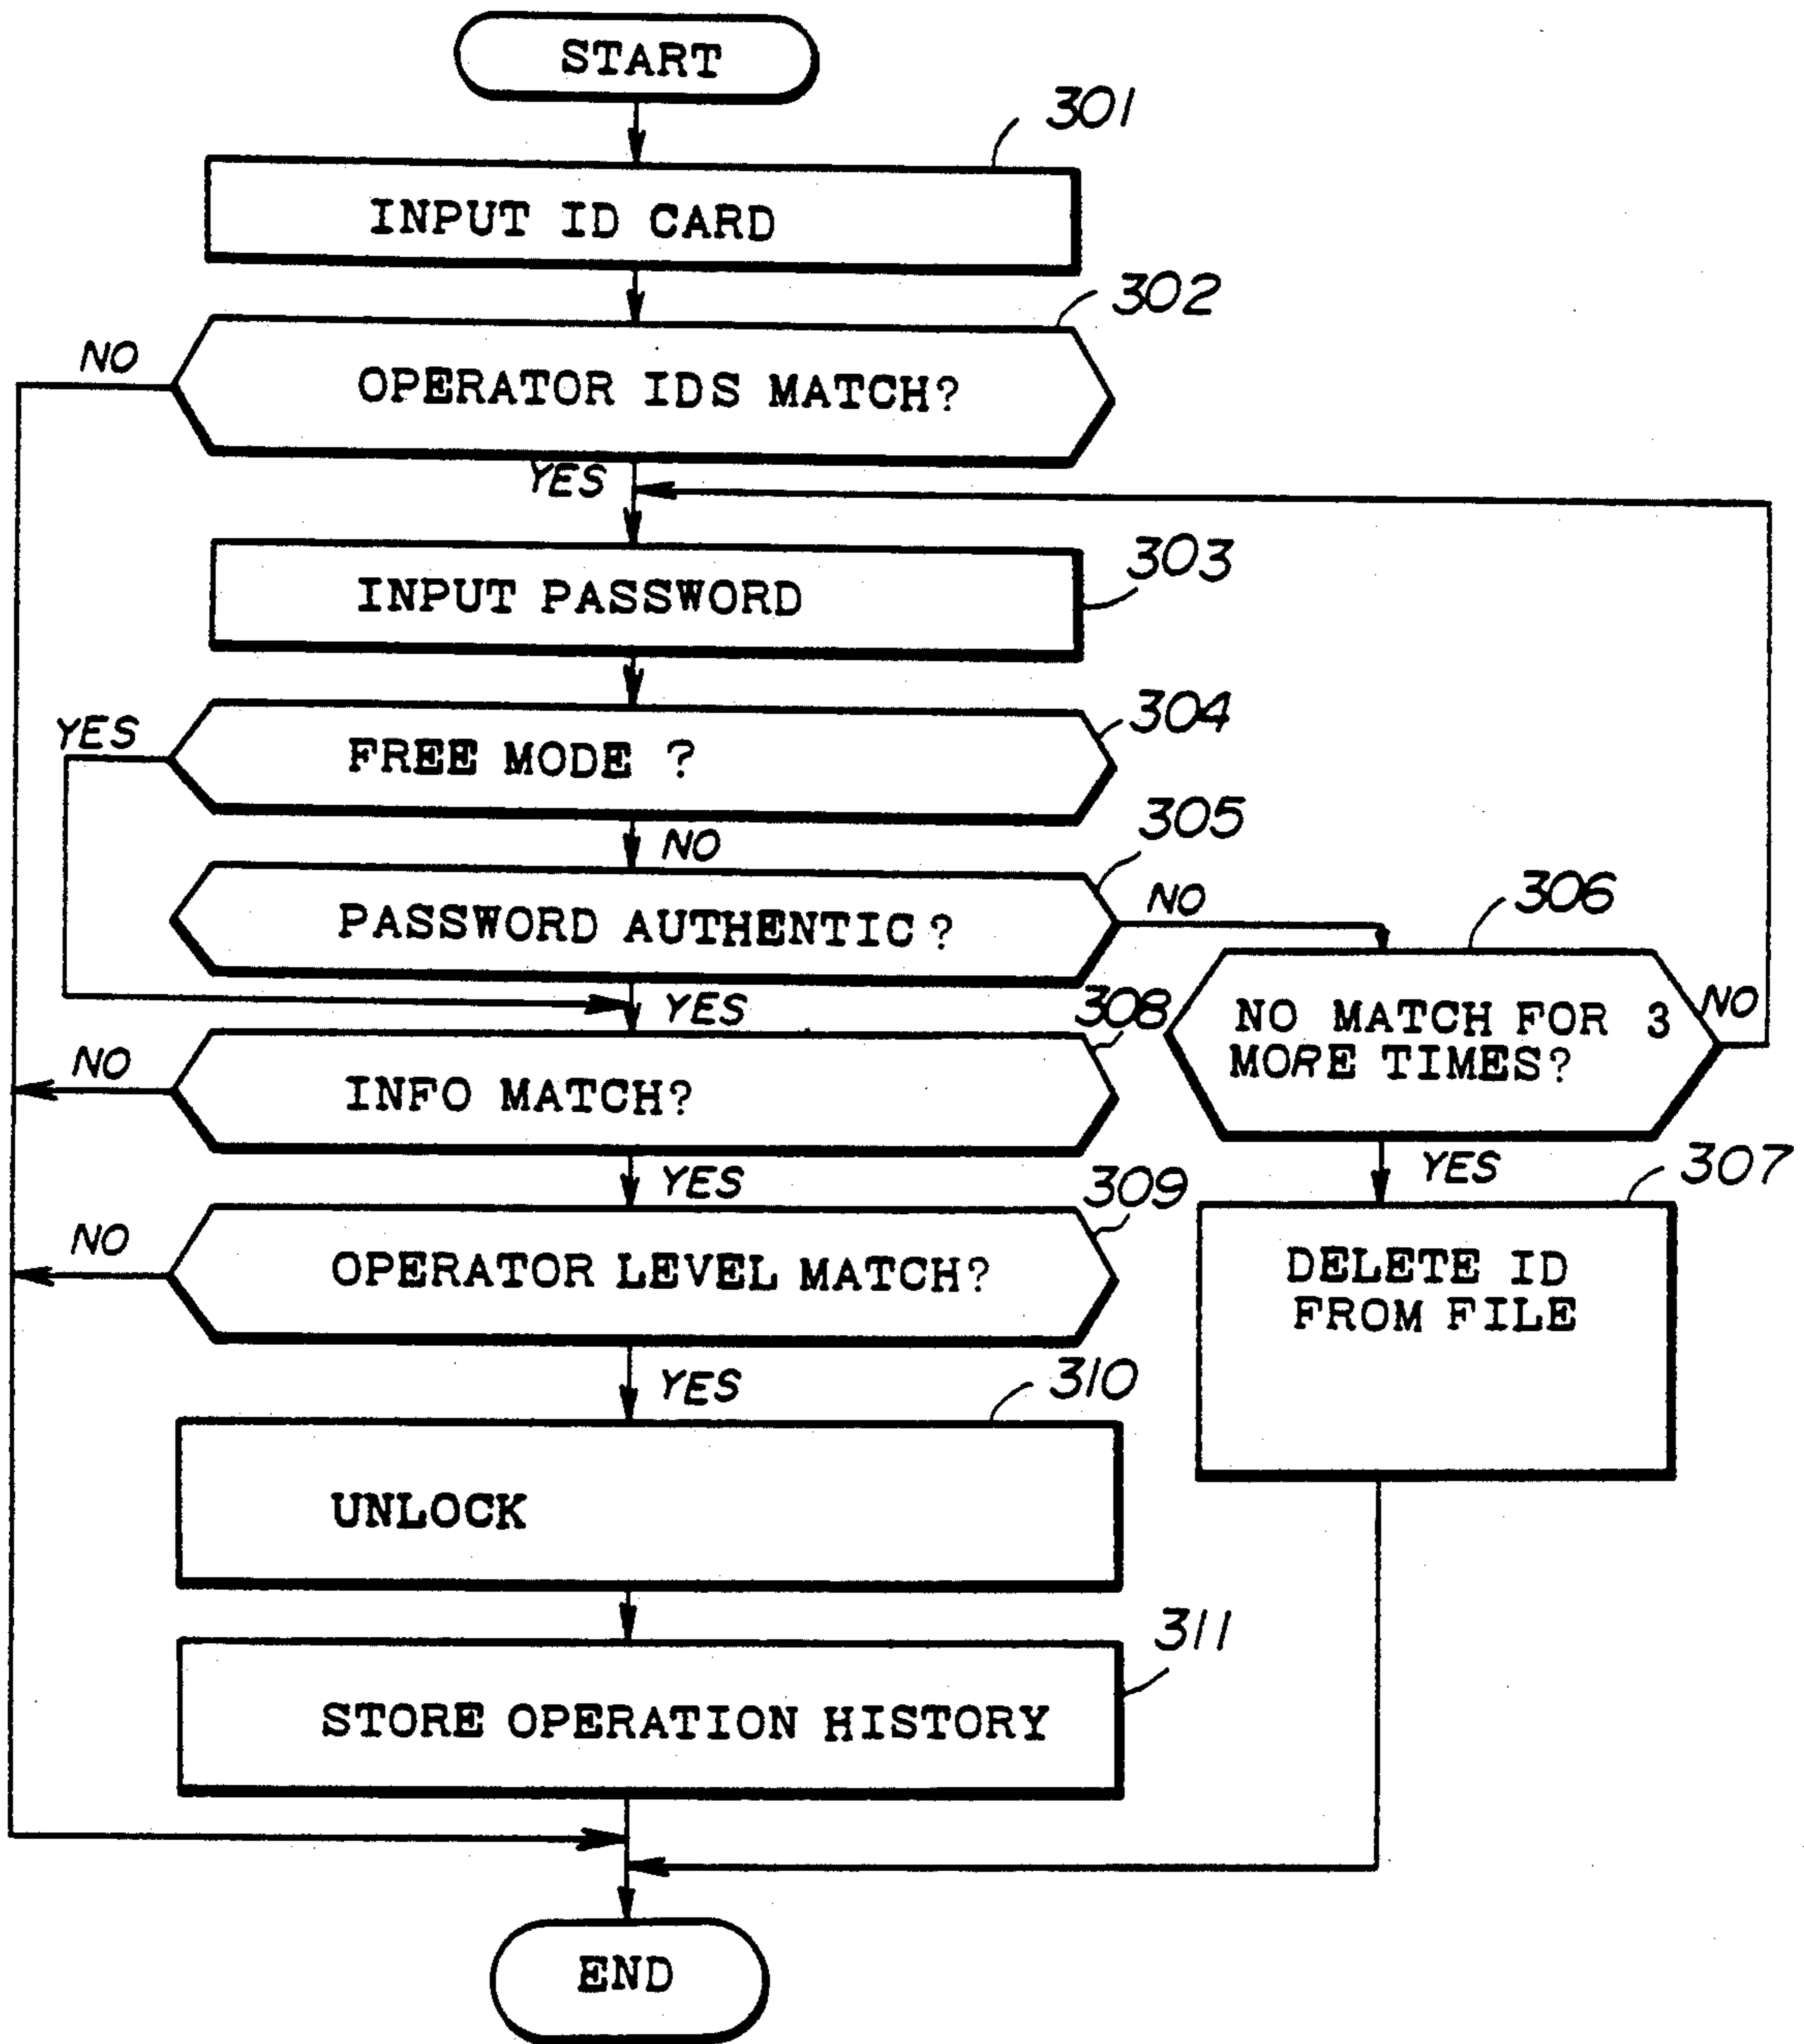 START
301
INPUT ID CARD
302
NO
OPERATOR IDS MATCH?
YES
303
INPUT PASSWORD
304
YES
FREE MODE ?
305
NO
PASSWORD AUTHENTIC ?
NO
306
YES
308
NO MATCH FOR 3
MORE TIMES?
NO
NO
INFO MATCH?
YES
309
YES
307
NO
OPERATOR LEVEL MATCH?
DELETE ID
FROM FILE
YES
310
UNLOCK
311
STORE OPERATION HISTORY
END